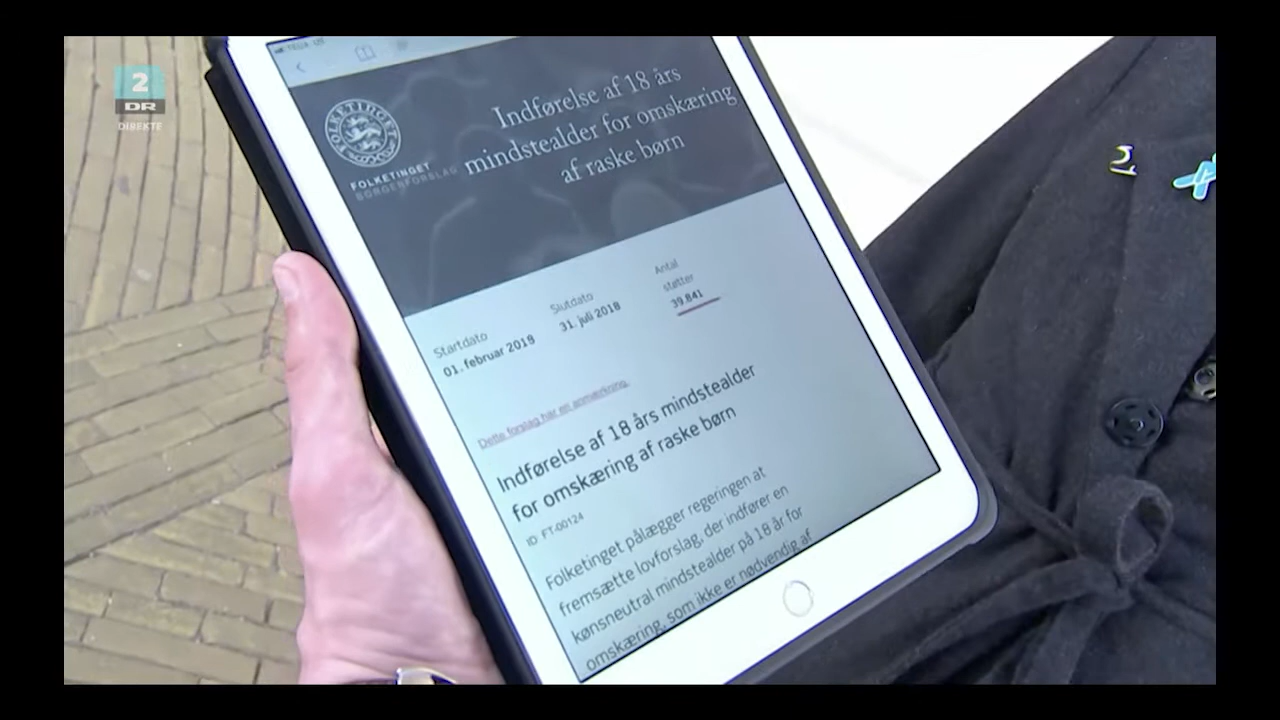 2
DR
DIREKTE
FOLKETINGET
FOLKETINGET
BORGERFORSLAG
Indførelse af 18 års
mindstealder for omskæring
af raske børn
Startdato
01. februar 2018
Slutdato
31. juli 2018
Antal
støtter
39.841
Dette forslag har en anmærkning.
Indførelse af 18 års mindstealder
for omskæring af raske børn
ID: FT-00124
Folketinget pålægger regeringen at
fremsætte lovforslag, der indfører en
kønsneutral mindstealder på 18 år for
omskæring, som ikke er nødvendig af